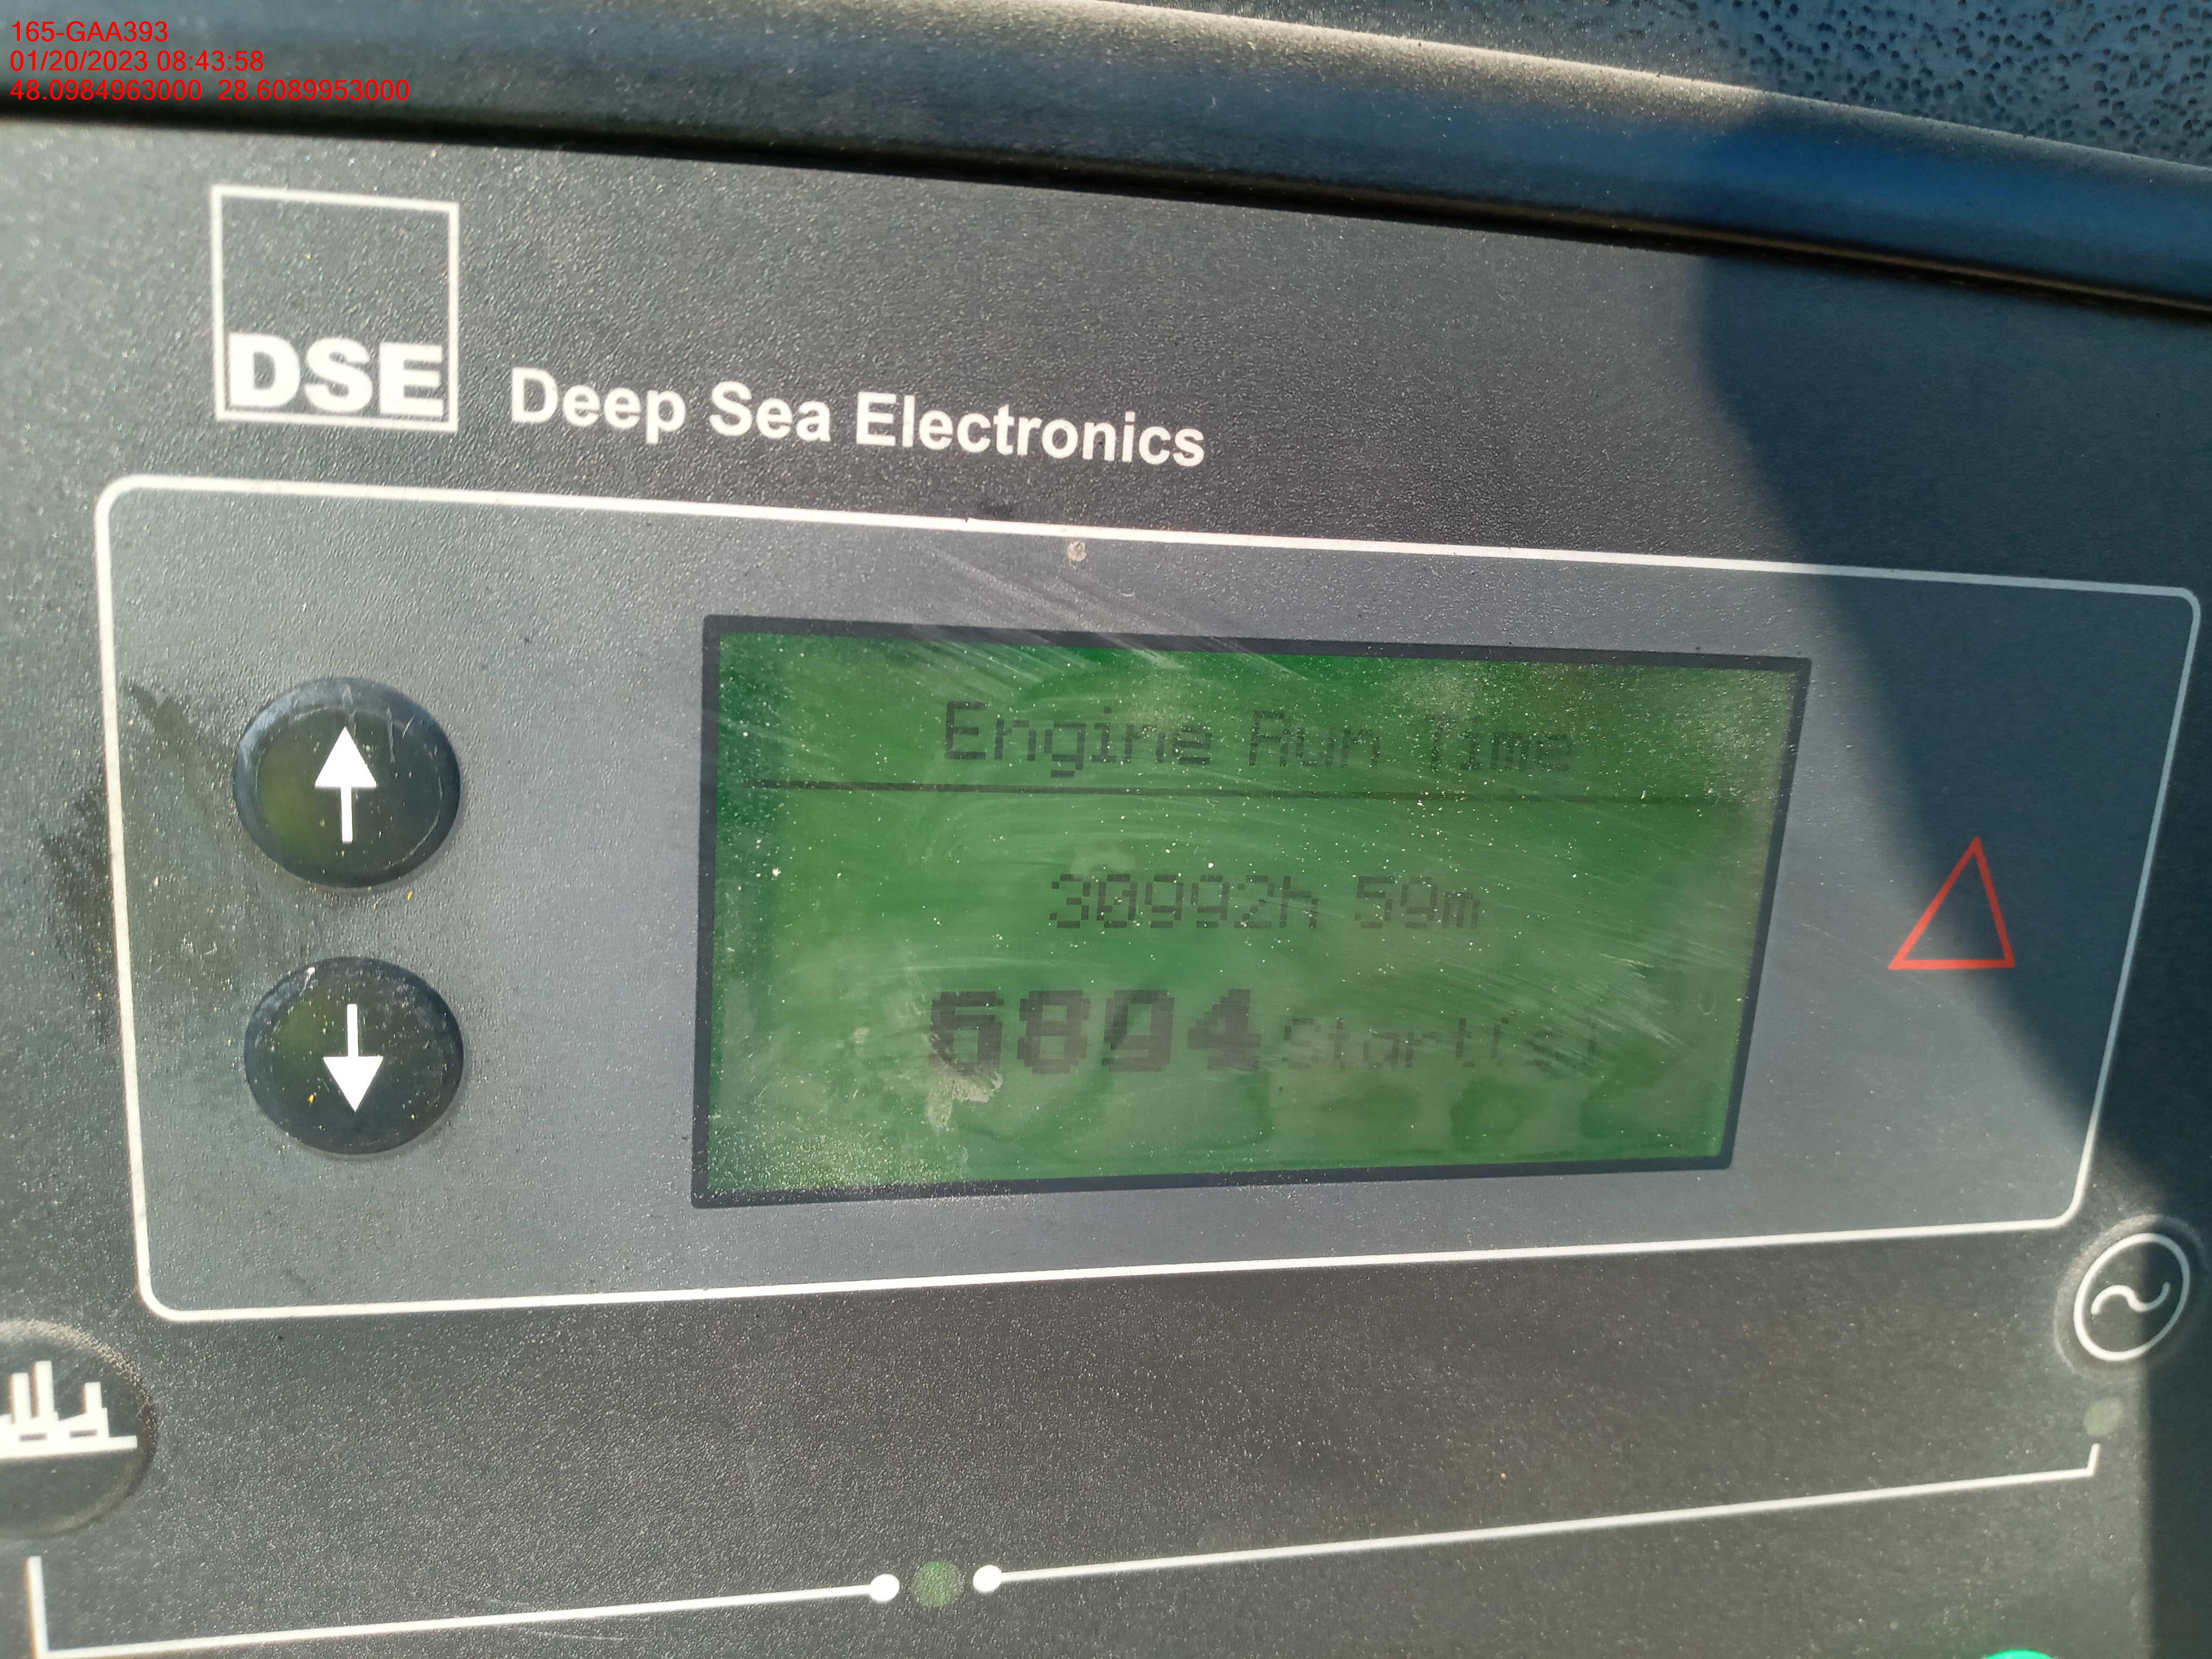 165-GAA393
01/20/2023 08:43:58
48.0984963000 28.6089953000
DSE Deep Sea Electronics
Engine Run Time
30992h 59m
6894 Start(s)